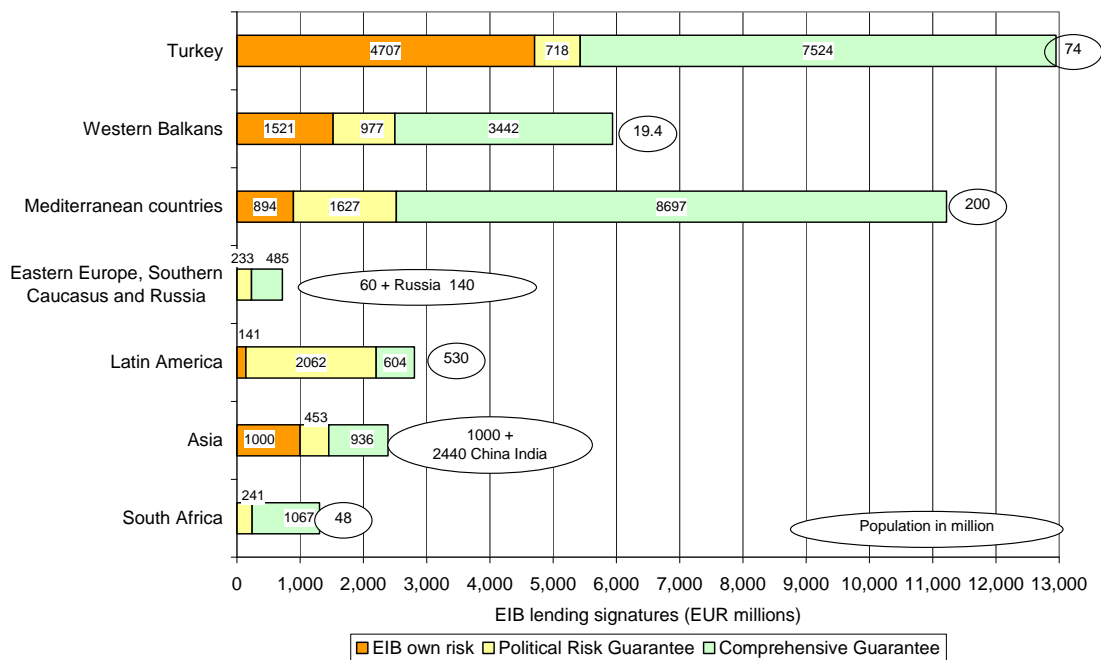 Turkey
4707
718
7524
74
Western Balkans
1521
977
3442
19.4
Mediterranean countries
894
1627
8697
200
Eastern Europe, Southern
Caucasus and Russia
233
485
60 + Russia 140
Latin America
141
2062
604
530
Asia
1000
453
936
1000 +
2440 China India
South Africa
241
1067
48
Population in million
0 1,000 2,000 3,000 4,000 5,000 6,000 7,000 8,000 9,000 10,000 11,000 12,000 13,000
EIB lending signatures (EUR millions)
EIB own risk Political Risk Guarantee Comprehensive Guarantee